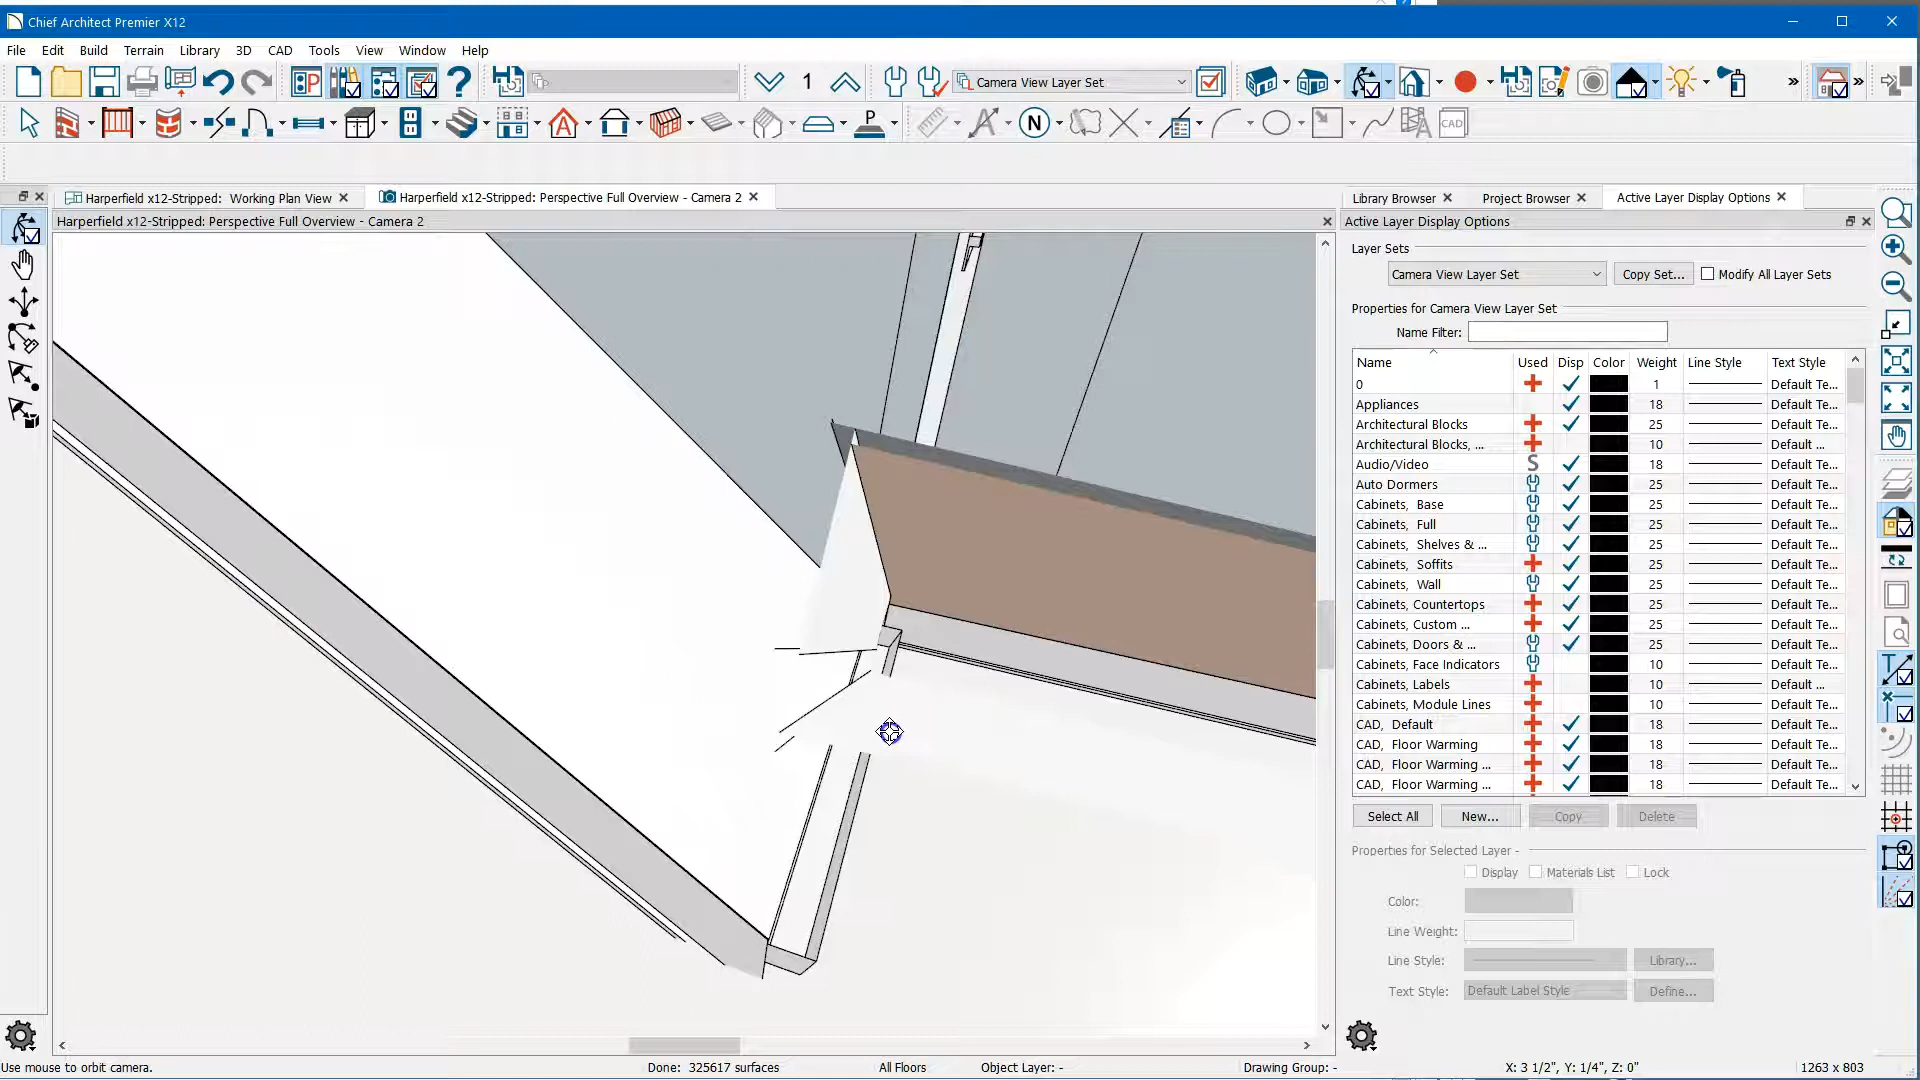 Chief Architect Premier X12
File Edit Build Terrain Library 3D CAD Tools View Window Help
P 1 Camera View Layer Set
P N CAD
Harperfield x12-Stripped: Working Plan View Harperfield x12-Stripped: Perspective Full Overview - Camera 2 Library Browser Project Browser Active Layer Display Options
Harperfield x12-Stripped: Perspective Full Overview - Camera 2 Active Layer Display Options
Layer Sets
Camera View Layer Set Copy Set... Modify All Layer Sets
Properties for Camera View Layer Set
Name Filter:
Name Used Disp Color Weight Line Style Text Style
0 1 Default Te...
Appliances 18 Default Te...
Architectural Blocks 25 Default Te...
Architectural Blocks, ... 10 Default ...
Audio/Video S 18 Default Te...
Auto Dormers 25 Default Te...
Cabinets, Base 25 Default Te...
Cabinets, Full 25 Default Te...
Cabinets, Shelves & ... 25 Default Te...
Cabinets, Soffits 25 Default Te...
Cabinets, Wall 25 Default Te...
Cabinets, Countertops 25 Default Te...
Cabinets, Custom ... 25 Default Te...
Cabinets, Doors & ... 25 Default Te...
Cabinets, Face Indicators 10 Default Te...
Cabinets, Labels 10 Default ...
Cabinets, Module Lines 10 Default Te...
CAD, Default 18 Default Te...
CAD, Floor Warming 18 Default Te...
CAD, Floor Warming ... 18 Default Te...
CAD, Floor Warming ... 18 Default Te...
Select All New... Copy Delete
Properties for Selected Layer -
Display Materials List Lock
Color:
Line Weight:
Line Style: Library...
Text Style: Default Label Style Define...
Use mouse to orbit camera. Done: 325617 surfaces All Floors Object Layer: - Drawing Group: - X: 3 1/2", Y: 1/4", Z: 0" 1263 x 803